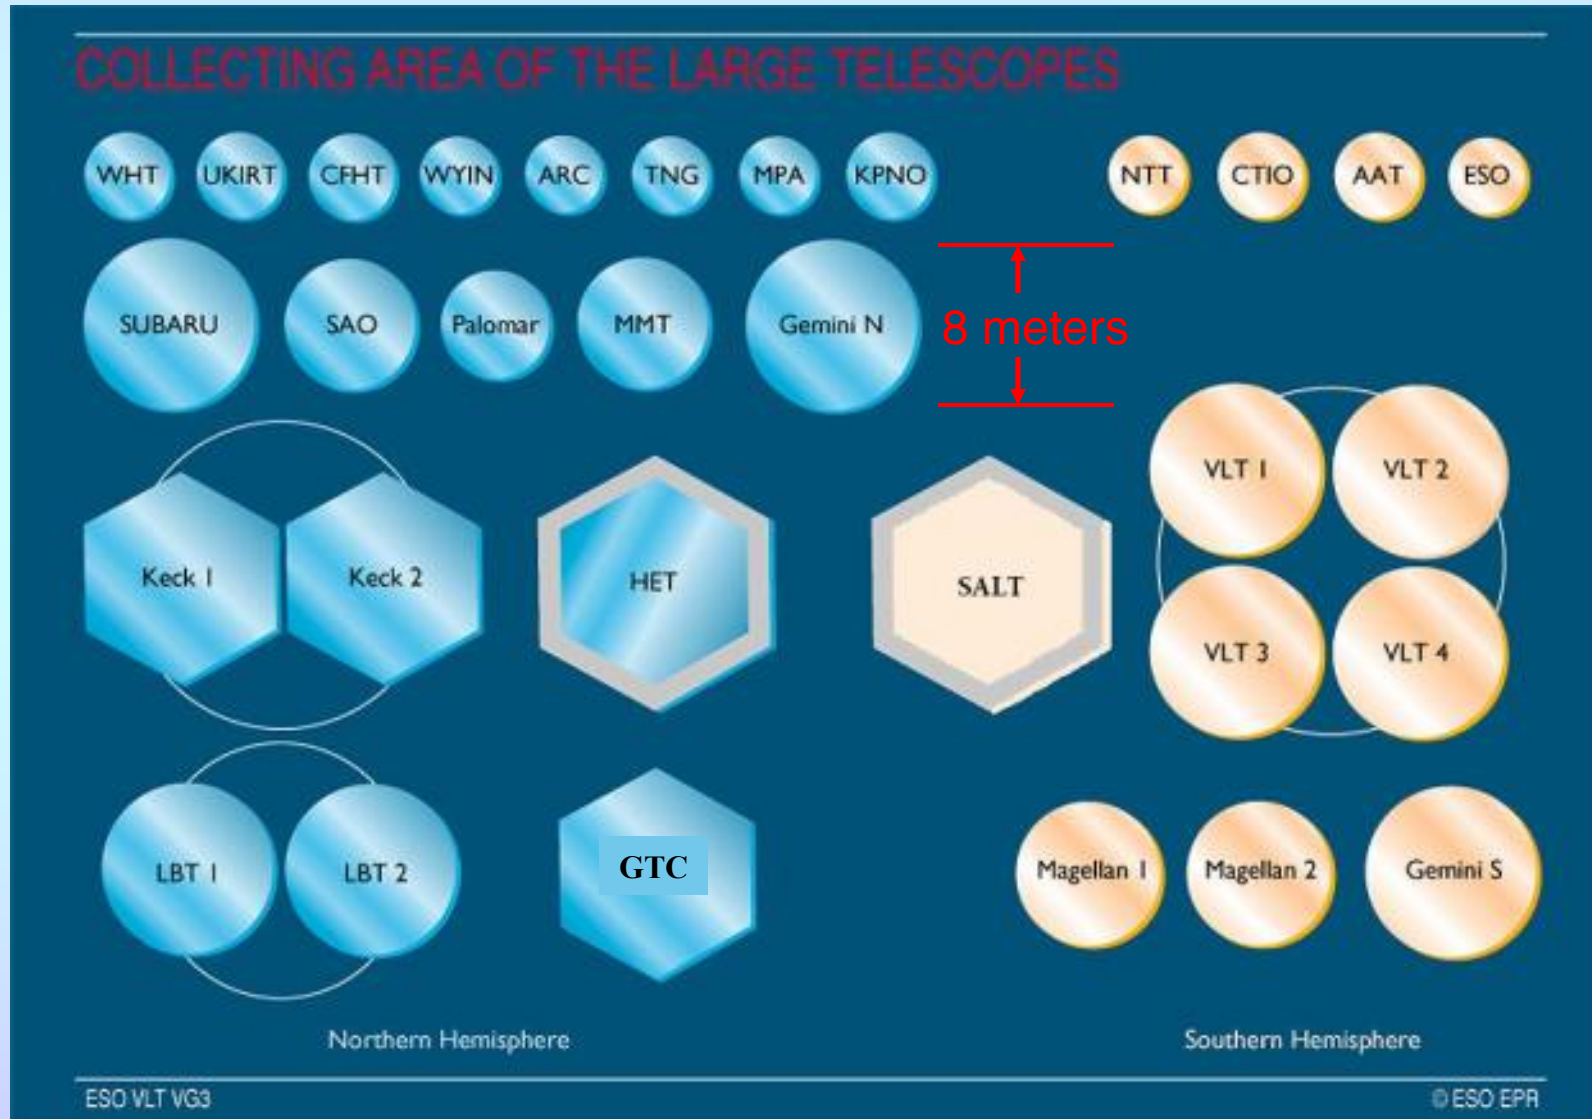 COLLECTING AREA OF THE LARGE TELESCOPES
WHT UKIRT CFHT WYIN ARC TNG MPA KPNO NTT CTIO AAT ESO
SUBARU SAO Palomar MMT Gemini N 8 meters
VLT 1 VLT 2
Keck 1 Keck 2 HET SALT
VLT 3 VLT 4
LBT 1 LBT 2 GTC Magellan 1 Magellan 2 Gemini S
Northern Hemisphere Southern Hemisphere
ESO VLT VG3 © ESO EPR